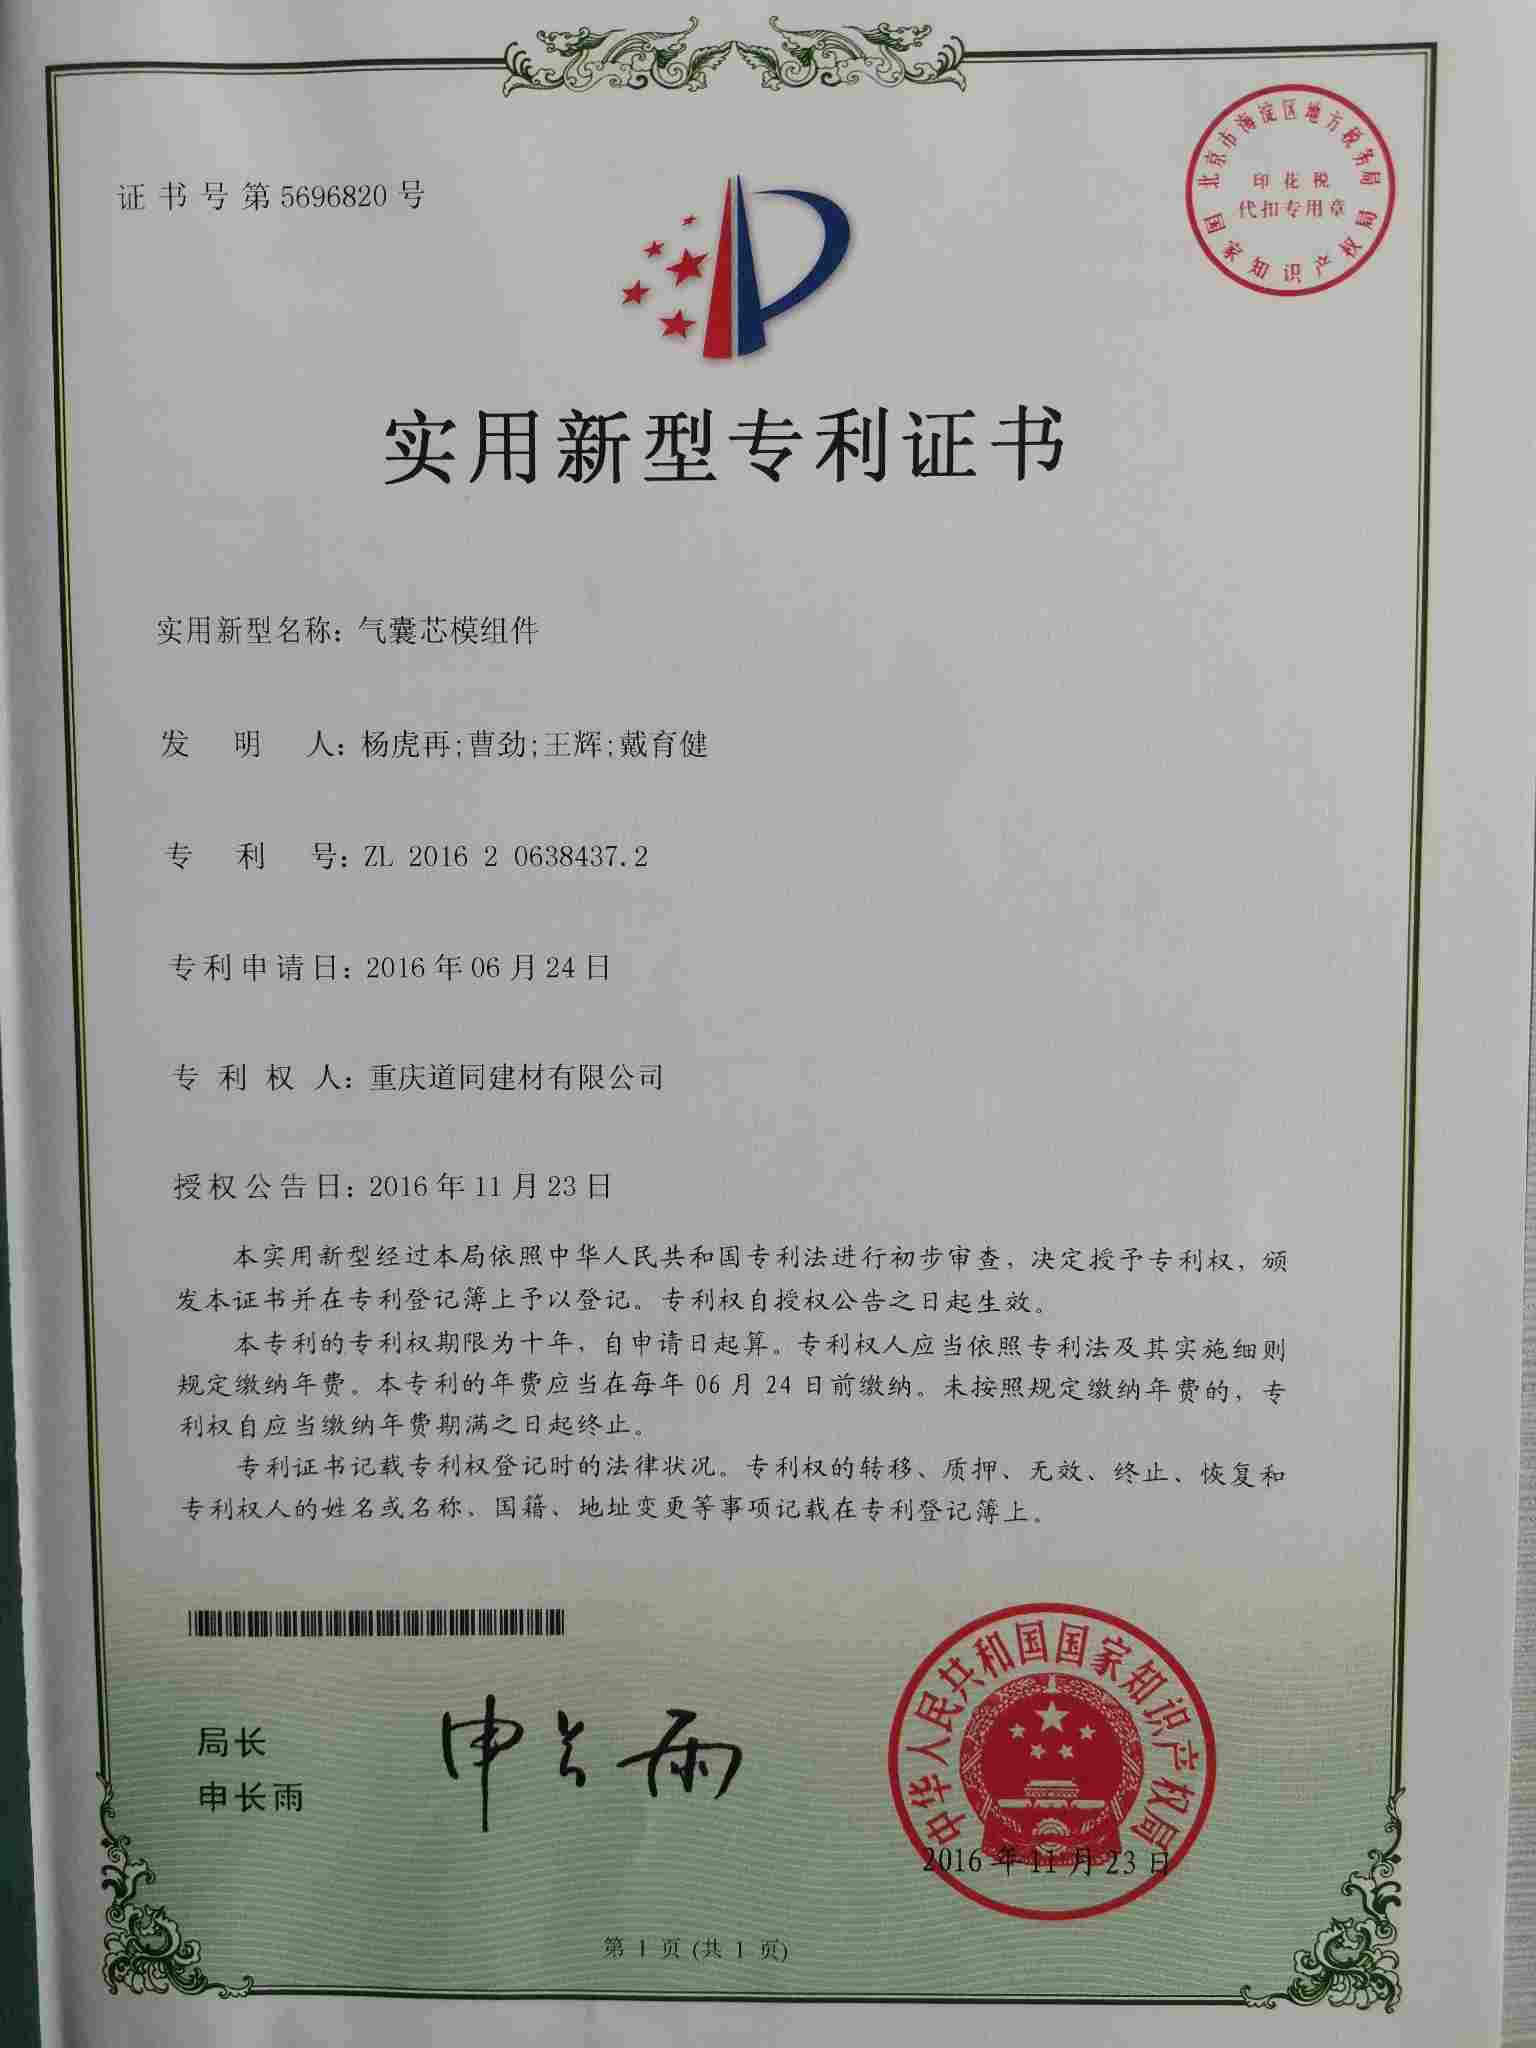 证书号第5696820号
北京市海淀区地方税务局
印花税
代扣专用章
国家知识产权局
实用新型专利证书
实用新型名称：气囊芯模组件
发明人：杨虎再;曹劲;王辉;戴育健
专利号：ZL 2016 2 0638437.2
专利申请日：2016年06月24日
专利权人：重庆道同建材有限公司
授权公告日：2016年11月23日
本实用新型经过本局依照中华人民共和国专利法进行初步审查，决定授予专利权，颁
发本证书并在专利登记簿上予以登记。专利权自授权公告之日起生效。
本专利的专利权期限为十年，自申请日起算。专利权人应当依照专利法及其实施细则
规定缴纳年费。本专利的年费应当在每年06月24日前缴纳。未按照规定缴纳年费的，专
利权自应当缴纳年费期满之日起终止。
专利证书记载专利权登记时的法律状况。专利权的转移、质押、无效、终止、恢复和
专利权人的姓名或名称、国籍、地址变更等事项记载在专利登记簿上。
局长
申长雨
申长雨
中华人民共和国国家知识产权局
2016年11月23日
第1页(共1页)